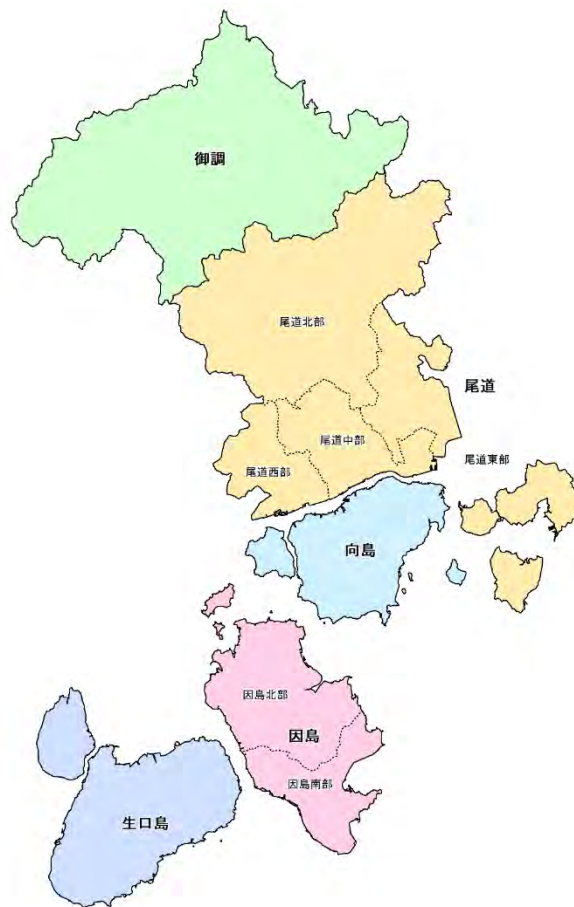 御調
尾道北部
尾道
尾道中部
尾道東部
尾道西部
向島
因島北部
因島
因島南部
生口島